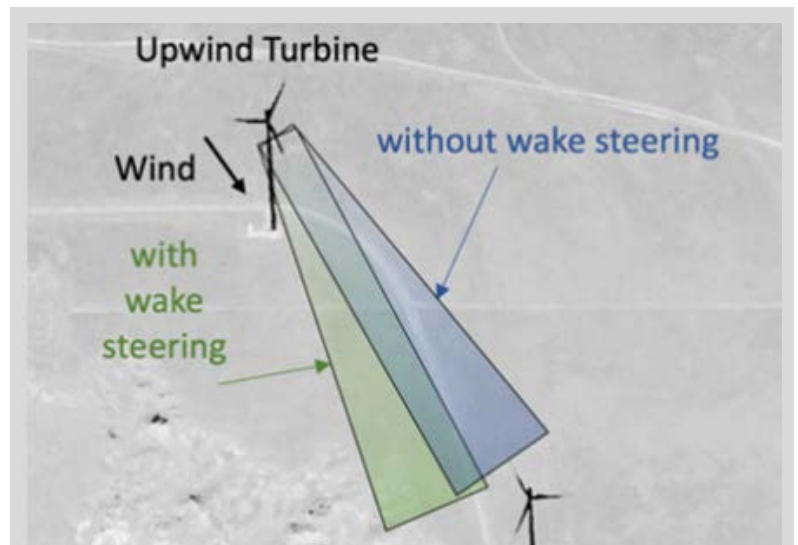 Upwind Turbine
without wake steering
Wind
with
wake
steering